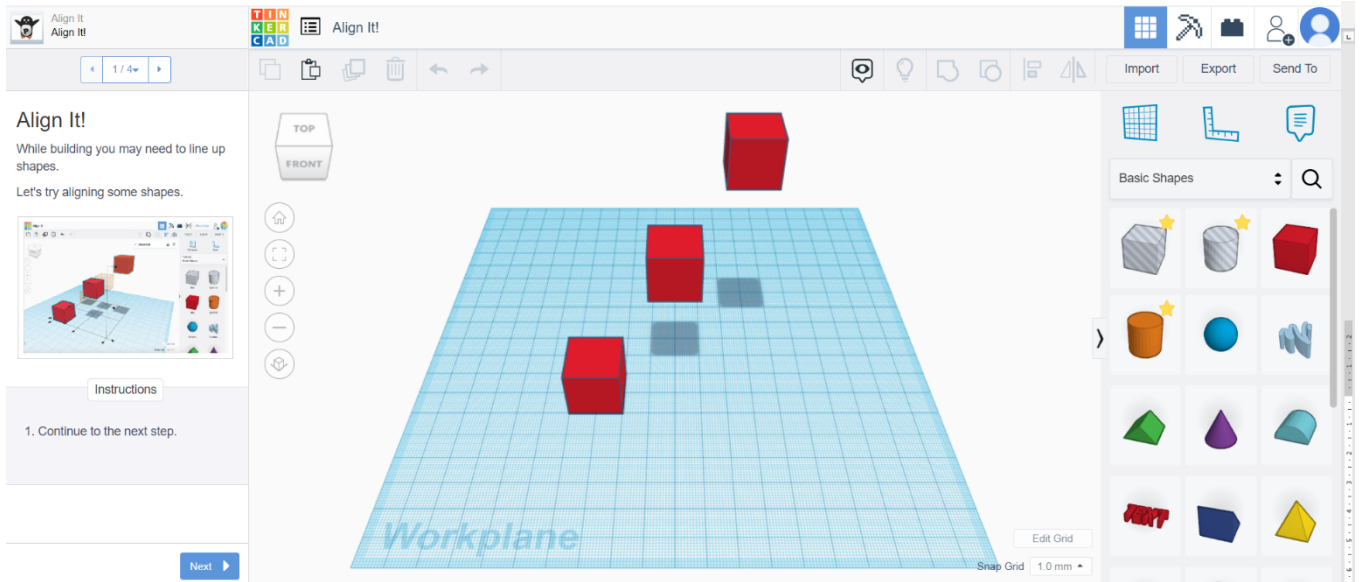 Align It
Align It!
TIN
KER
CAD
Align It!
1 / 4
Import
Export
Send To
Align It!
While building you may need to line up
shapes.
Let's try aligning some shapes.
Instructions
1. Continue to the next step.
Next
TOP
FRONT
Workplane
Edit Grid
Snap Grid 1.0 mm
Basic Shapes
TEXT